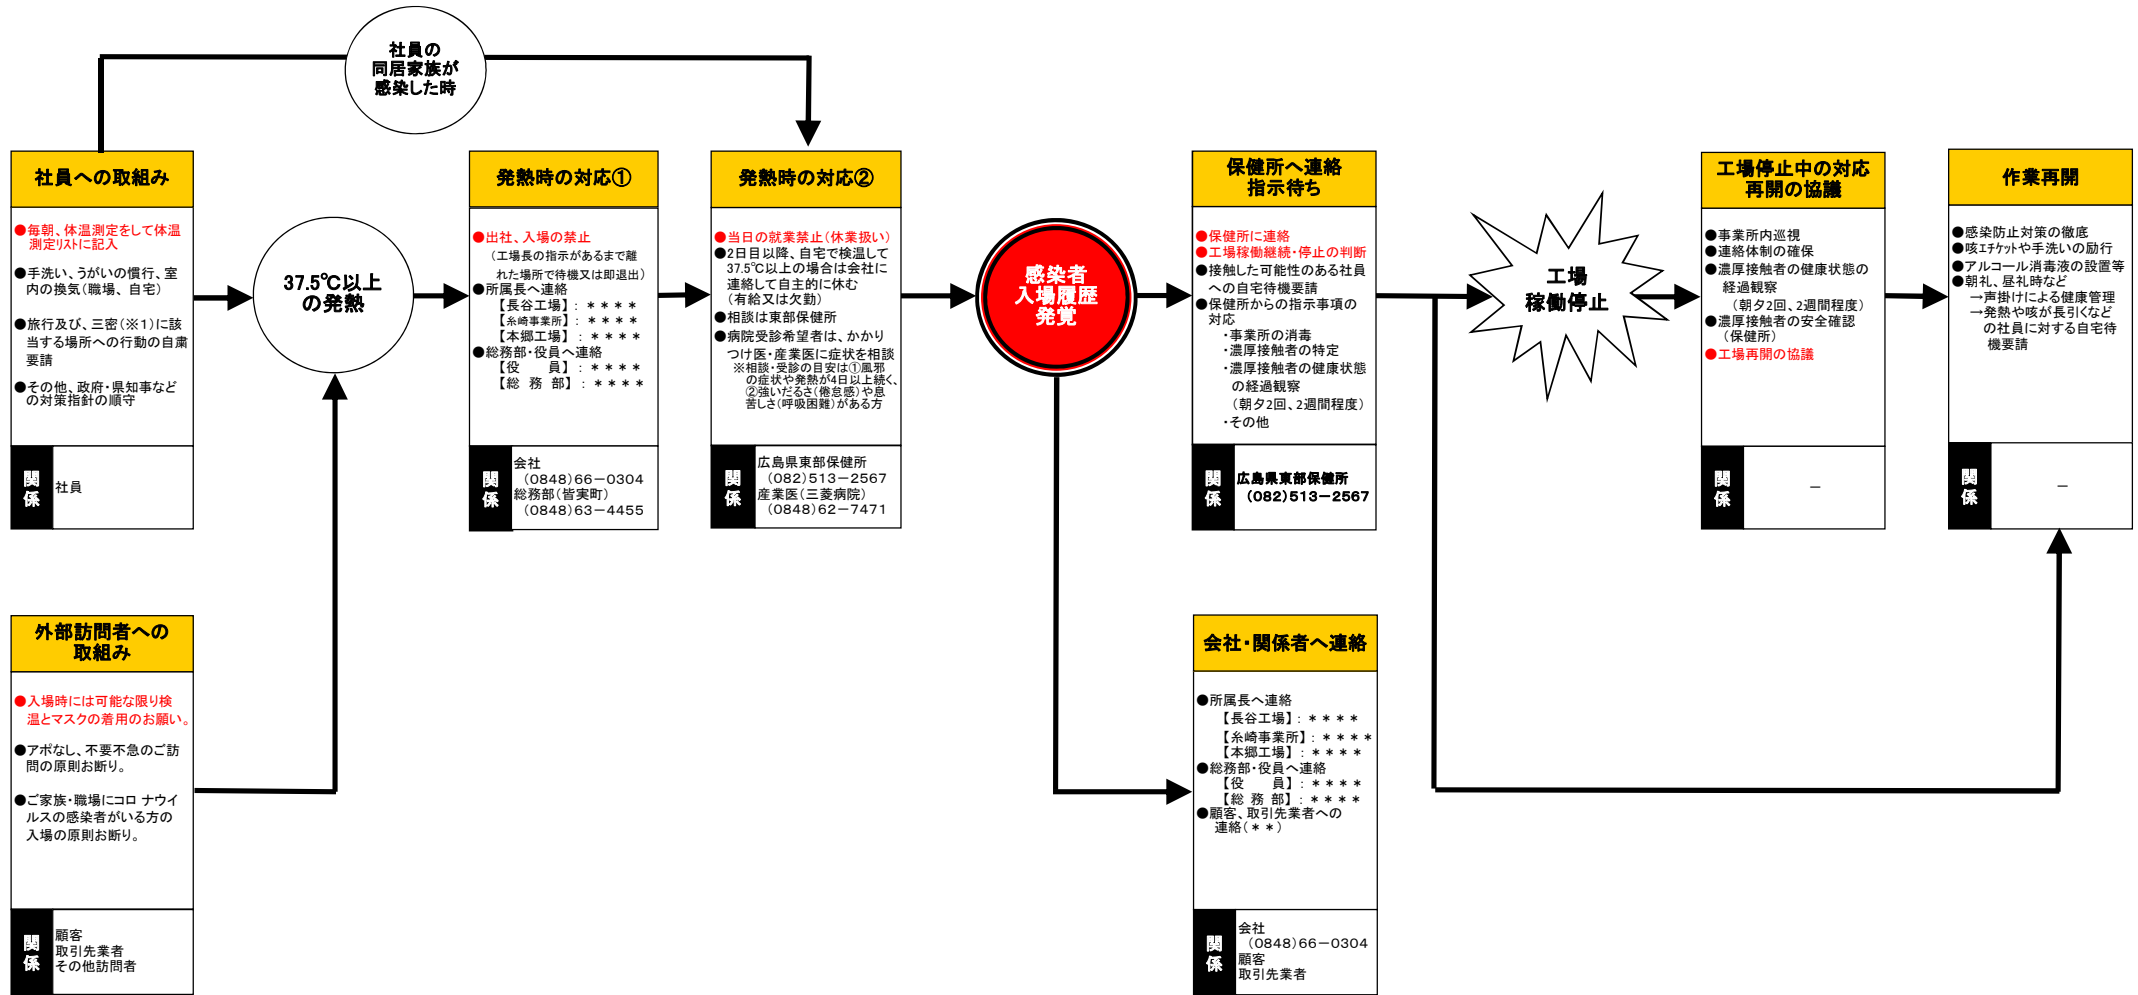 社員の
同居家族が
感染した時
社員への取組み
●毎朝、体温測定をして体温
測定ﾘｽﾄに記入
●手洗い、うがいの慣行、室
内の換気(職場、自宅)
●旅行及び、三密(※1)に該
当する場所への行動の自粛
要請
●その他、政府・県知事など
の対策指針の順守
関係
社員
37.5℃以上
の発熱
発熱時の対応①
●出社、入場の禁止
(工場長の指示があるまで離
れた場所で待機又は即退出)
●所属長へ連絡
【長谷工場】:＊＊＊＊
【糸崎事業所】:＊＊＊＊
【本郷工場】:＊＊＊＊
●総務部・役員へ連絡
【役　　員】:＊＊＊＊
【総 務 部】:＊＊＊＊
関係
会社
(0848)66－0304
総務部(皆実町)
(0848)63－4455
発熱時の対応②
●当日の就業禁止(休業扱い)
●2日目以降、自宅で検温して
37.5℃以上の場合は会社に
連絡して自主的に休む
(有給又は欠勤)
●相談は東部保健所
●病院受診希望者は、かかり
つけ医・産業医に症状を相談
※相談・受診の目安は①風邪
の症状や発熱が4日以上続く、
②強いだるさ(倦怠感)や息
苦しさ(呼吸困難)がある方
関係
広島県東部保健所
(082)513－2567
産業医(三菱病院)
(0848)62－7471
感染者
入場履歴
発覚
保健所へ連絡
指示待ち
●保健所に連絡
●工場稼働継続・停止の判断
●接触した可能性のある社員
への自宅待機要請
●保健所からの指示事項の
対応
・事業所の消毒
・濃厚接触者の特定
・濃厚接触者の健康状態
の経過観察
(朝夕2回、2週間程度)
・その他
関係
広島県東部保健所
(082)513－2567
工場
稼働停止
工場停止中の対応
再開の協議
●事業所内巡視
●連絡体制の確保
●濃厚接触者の健康状態の
経過観察
(朝夕2回、2週間程度)
●濃厚接触者の安全確認
(保健所)
●工場再開の協議
関係
－
作業再開
●感染防止対策の徹底
●咳ｴﾁｹｯﾄや手洗いの励行
●アルコール消毒液の設置等
●朝礼、昼礼時など
→声掛けによる健康管理
→発熱や咳が長引くなど
の社員に対する自宅待
機要請
関係
－
外部訪問者への
取組み
●入場時には可能な限り検
温とマスクの着用のお願い。
●アポなし、不要不急のご訪
問の原則お断り。
●ご家族・職場にコロ ナウイ
ルスの感染者がいる方の
入場の原則お断り。
関係
顧客
取引先業者
その他訪問者
会社・関係者へ連絡
●所属長へ連絡
【長谷工場】:＊＊＊＊
【糸崎事業所】:＊＊＊＊
【本郷工場】:＊＊＊＊
●総務部・役員へ連絡
【役　　員】:＊＊＊＊
【総 務 部】:＊＊＊＊
●顧客、取引先業者への
連絡(＊＊)
関係
会社
(0848)66－0304
顧客
取引先業者